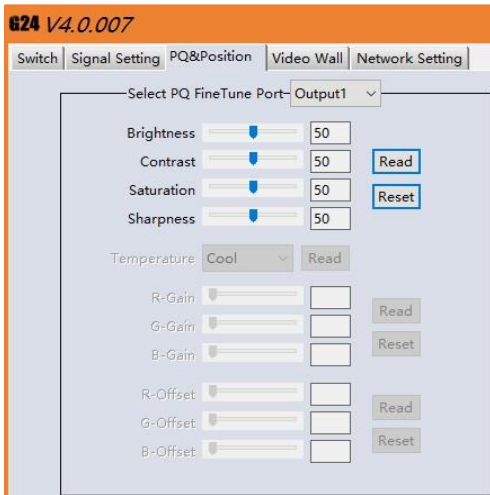 G24 V4.0.007
Switch Signal Setting PQ&Position Video Wall Network Setting
Select PQ FineTune Port Output1
Brightness 50
Contrast 50 Read
Saturation 50 Reset
Sharpness 50
Temperature Cool Read
R-Gain
Read
G-Gain
Reset
B-Gain
R-Offset
Read
G-Offset
Reset
B-Offset